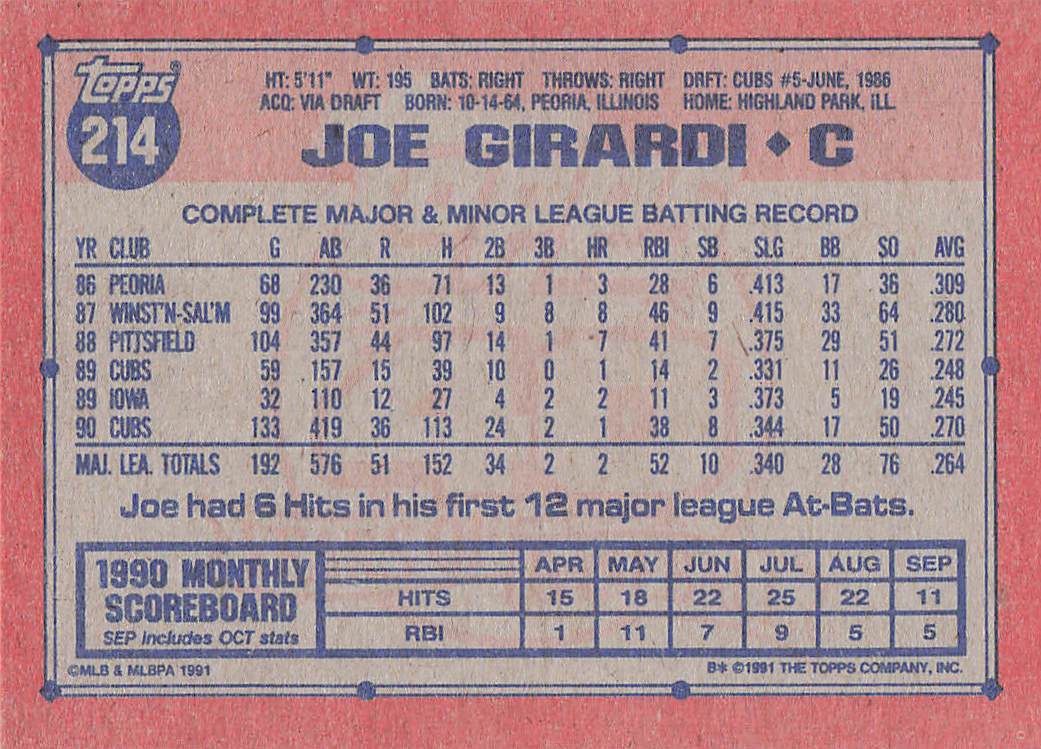 topps®
214
HT: 5'11" WT: 195 BATS: RIGHT THROWS: RIGHT DRFT: CUBS #5-JUNE, 1986
ACQ: VIA DRAFT BORN: 10-14-64, PEORIA, ILLINOIS HOME: HIGHLAND PARK, ILL.
JOE GIRARDI ♦ C
COMPLETE MAJOR & MINOR LEAGUE BATTING RECORD
YR CLUB G AB R H 2B 3B HR RBI SB SLG BB SO AVG
86 PEORIA 68 230 36 71 13 1 3 28 6 .413 17 36 .309
87 WINST'N-SAL'M 99 364 51 102 9 8 8 46 9 .415 33 64 .280
88 PITTSFIELD 104 357 44 97 14 1 7 41 7 .375 29 51 .272
89 CUBS 59 157 15 39 10 0 1 14 2 .331 11 26 .248
89 IOWA 32 110 12 27 4 2 2 11 3 .373 5 19 .245
90 CUBS 133 419 36 113 24 2 1 38 8 .344 17 50 .270
MAJ. LEA. TOTALS 192 576 51 152 34 2 2 52 10 .340 28 76 .264
Joe had 6 Hits in his first 12 major league At-Bats.
1990 MONTHLY
SCOREBOARD
SEP includes OCT stats
APR MAY JUN JUL AUG SEP
HITS 15 18 22 25 22 11
RBI 1 11 7 9 5 5
©MLB & MLBPA 1991 B* ©1991 THE TOPPS COMPANY, INC.